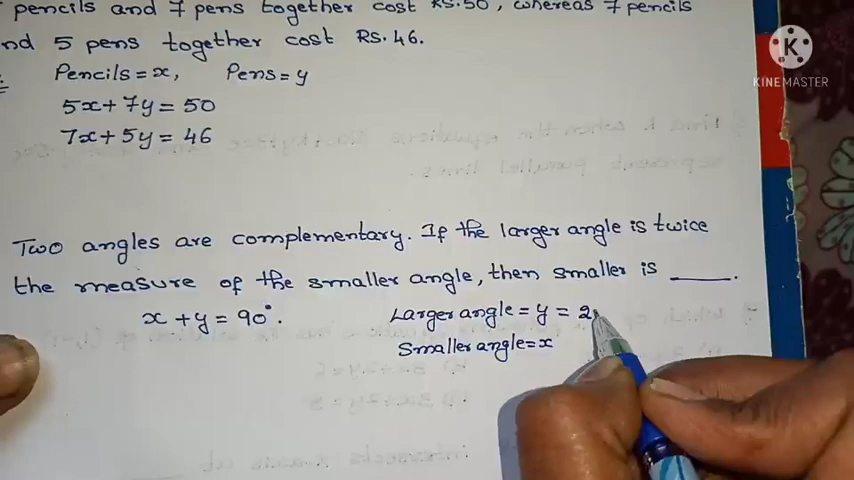 pencils and 7 pens together cost Rs.50, whereas 7 pencils
nd 5 pens together cost Rs.46.
Pencils = x, Pens = y
5x + 7y = 50
7x + 5y = 46
Two angles are complementary. If the larger angle is twice
the measure of the smaller angle, then smaller is ____.
x + y = 90°. Larger angle = y = 2
Smaller angle = x
K
KINEMASTER